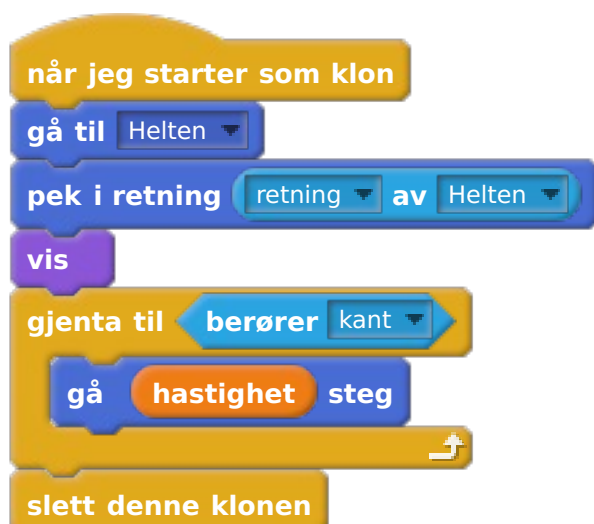 når jeg starter som klon
gå til Helten
pek i retning retning av Helten
vis
gjenta til berører kant
gå hastighet steg
slett denne klonen